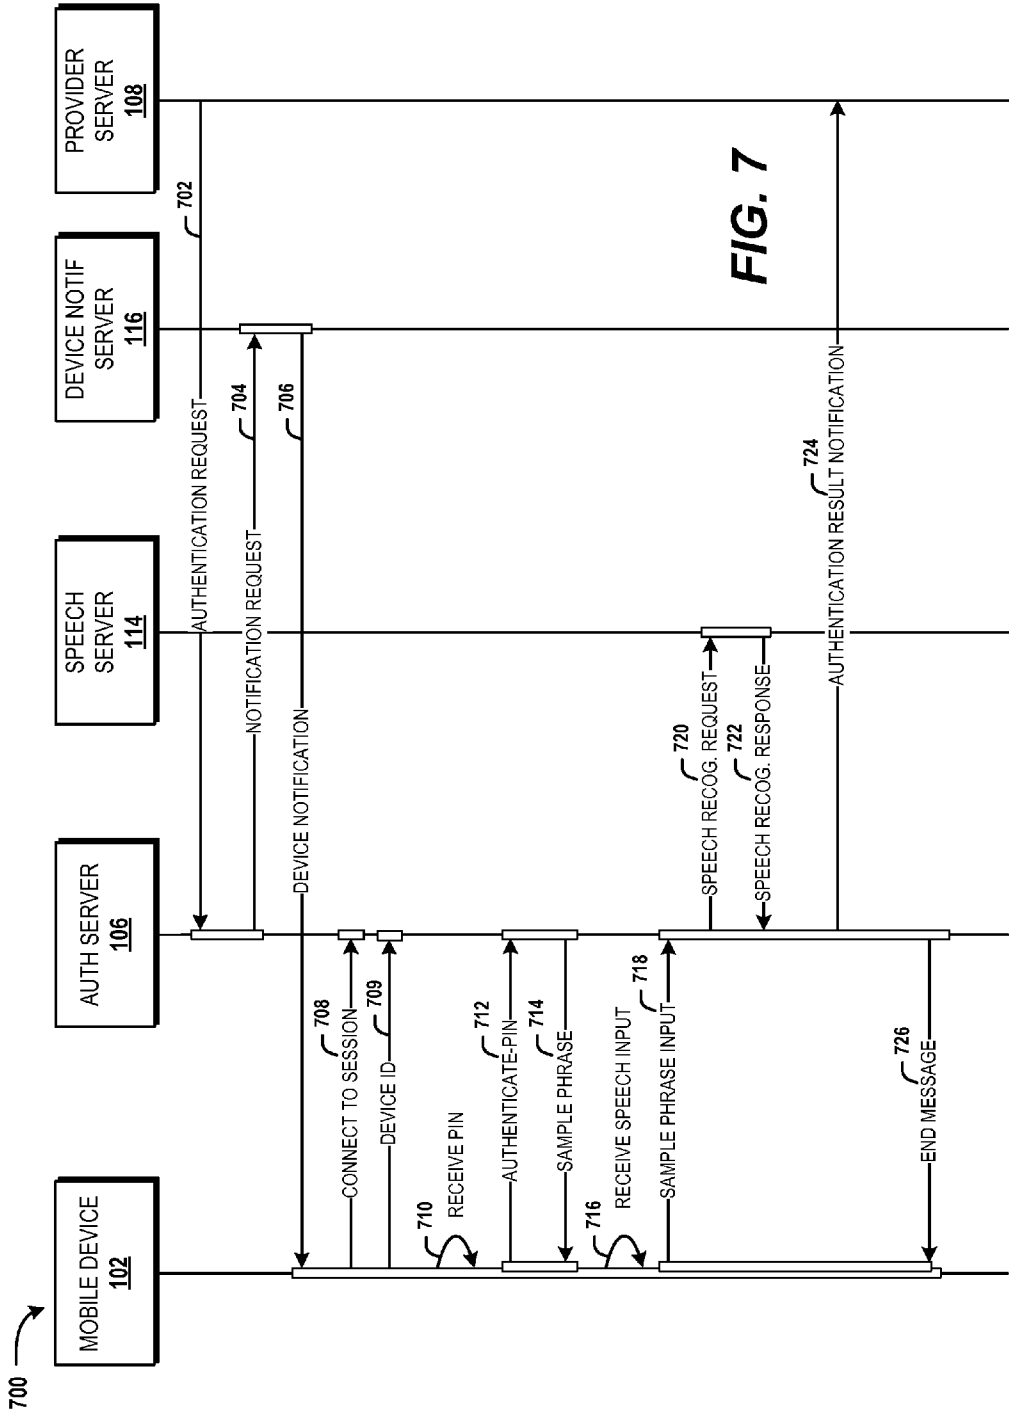 700
MOBILE DEVICE
102
AUTH SERVER
106
SPEECH
SERVER
114
DEVICE NOTIF
SERVER
116
PROVIDER
SERVER
108
AUTHENTICATION REQUEST
702
NOTIFICATION REQUEST
704
DEVICE NOTIFICATION
706
CONNECT TO SESSION
708
DEVICE ID
709
710
RECEIVE PIN
AUTHENTICATE-PIN
712
SAMPLE PHRASE
714
716
RECEIVE SPEECH INPUT
SAMPLE PHRASE INPUT
718
SPEECH RECOG. REQUEST
720
SPEECH RECOG. RESPONSE
722
AUTHENTICATION RESULT NOTIFICATION
724
END MESSAGE
726
FIG. 7